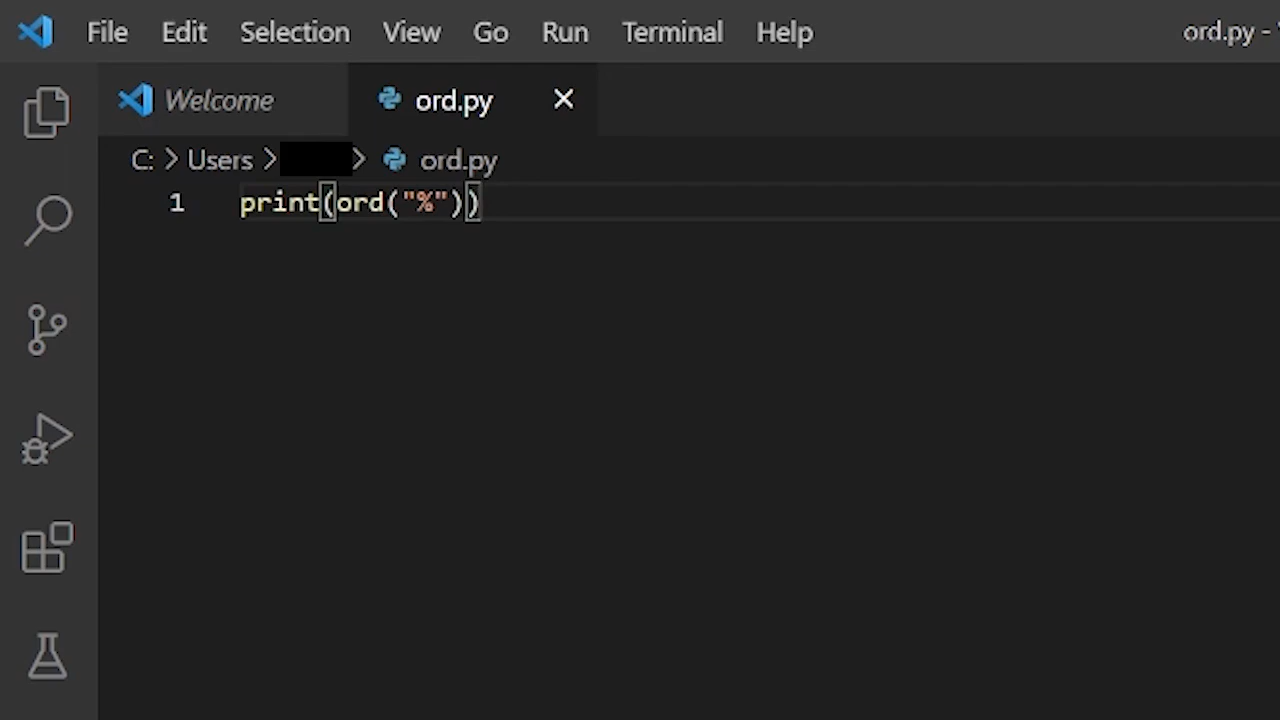 File Edit Selection View Go Run Terminal Help ord.py -
Welcome ord.py
C: > Users > > ord.py
1 print(ord("%"))